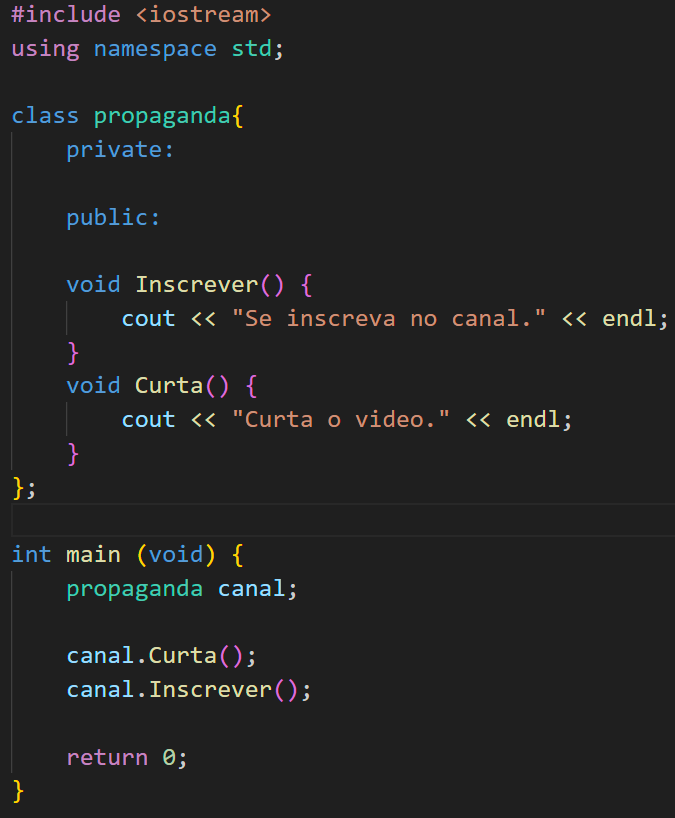 #include <iostream>
using namespace std;
class propaganda{
    private:
    public:
    void Inscrever() {
        cout << "Se inscreva no canal." << endl;
    }
    void Curta() {
        cout << "Curta o video." << endl;
    }
};
int main (void) {
    propaganda canal;
    canal.Curta();
    canal.Inscrever();
    return 0;
}